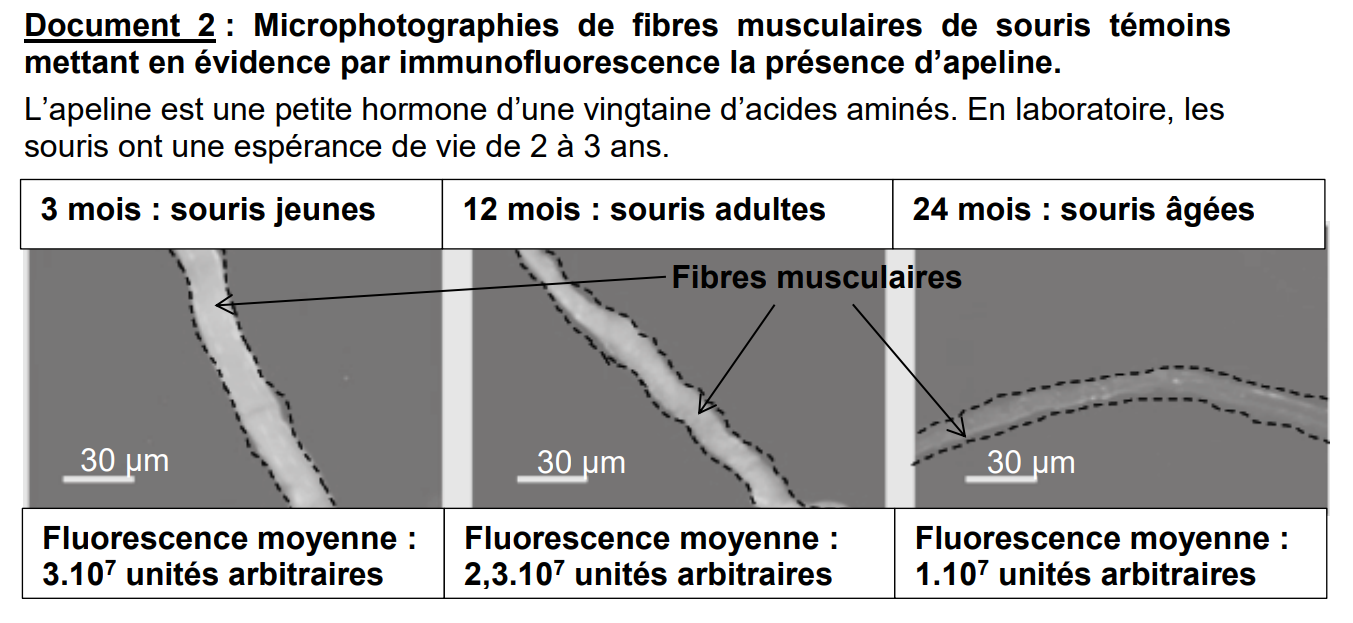 Document 2 : Microphotographies de fibres musculaires de souris témoins
mettant en évidence par immunofluorescence la présence d’apeline.
L’apeline est une petite hormone d’une vingtaine d’acides aminés. En laboratoire, les
souris ont une espérance de vie de 2 à 3 ans.
3 mois : souris jeunes
12 mois : souris adultes
24 mois : souris âgées
Fibres musculaires
30 µm
30 µm
30 µm
Fluorescence moyenne :
3.10⁷ unités arbitraires
Fluorescence moyenne :
2,3.10⁷ unités arbitraires
Fluorescence moyenne :
1.10⁷ unités arbitraires